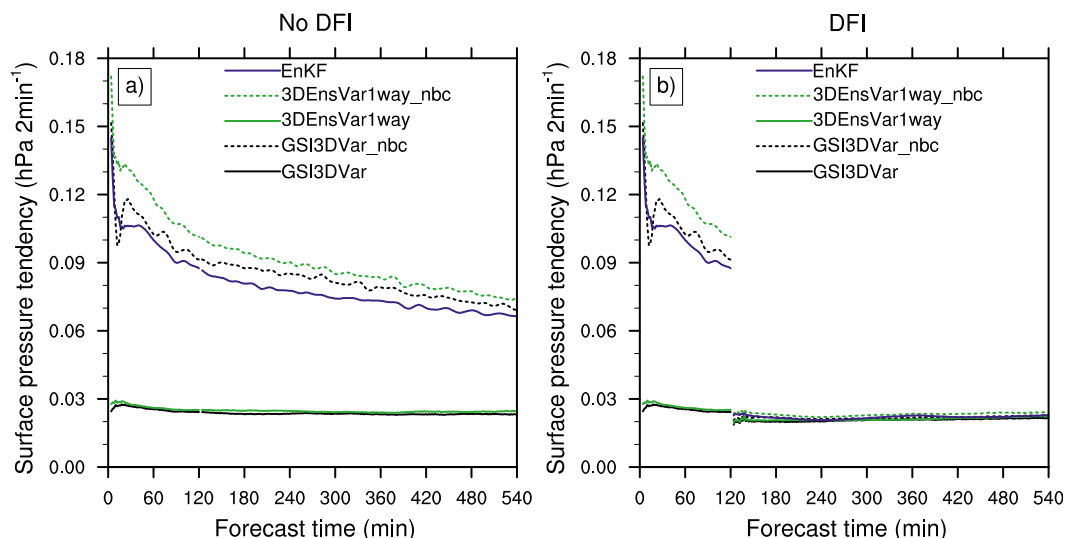 No DFI
DFI
a)
EnKF
3DEnsVar1way_nbc
3DEnsVar1way
GSI3DVar_nbc
GSI3DVar
0.18
0.15
0.12
0.09
0.06
0.03
0.00
Surface pressure tendency (hPa 2min⁻¹)
0 60 120 180 240 300 360 420 480 540
Forecast time (min)
b)
EnKF
3DEnsVar1way_nbc
3DEnsVar1way
GSI3DVar_nbc
GSI3DVar
0.18
0.15
0.12
0.09
0.06
0.03
0.00
Surface pressure tendency (hPa 2min⁻¹)
0 60 120 180 240 300 360 420 480 540
Forecast time (min)